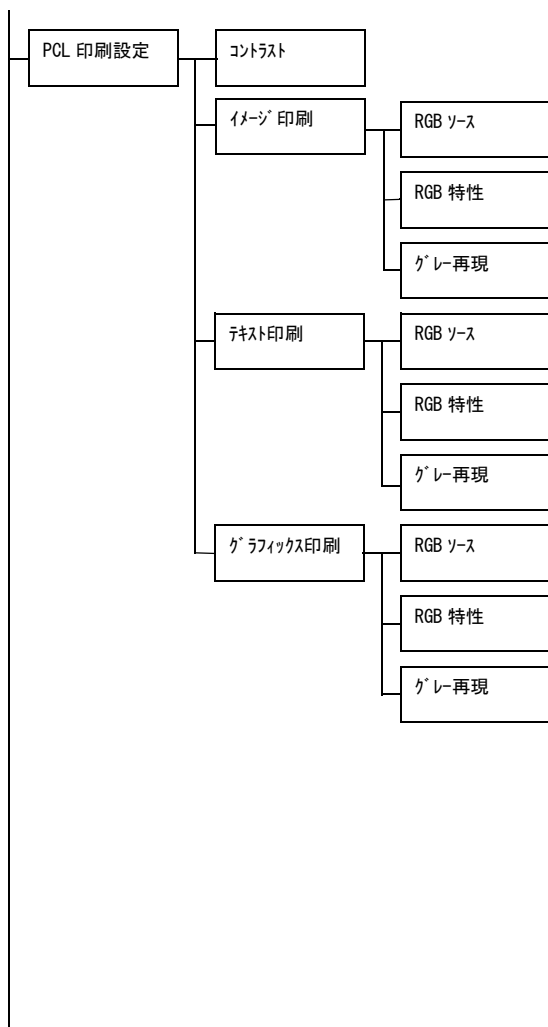 PCL 印刷設定
ｺﾝﾄﾗｽﾄ
ｲﾒｰｼﾞ印刷
RGB ｿｰｽ
RGB 特性
ｸﾞﾚｰ再現
ﾃｷｽﾄ印刷
RGB ｿｰｽ
RGB 特性
ｸﾞﾚｰ再現
ｸﾞﾗﾌｨｯｸｽ印刷
RGB ｿｰｽ
RGB 特性
ｸﾞﾚｰ再現